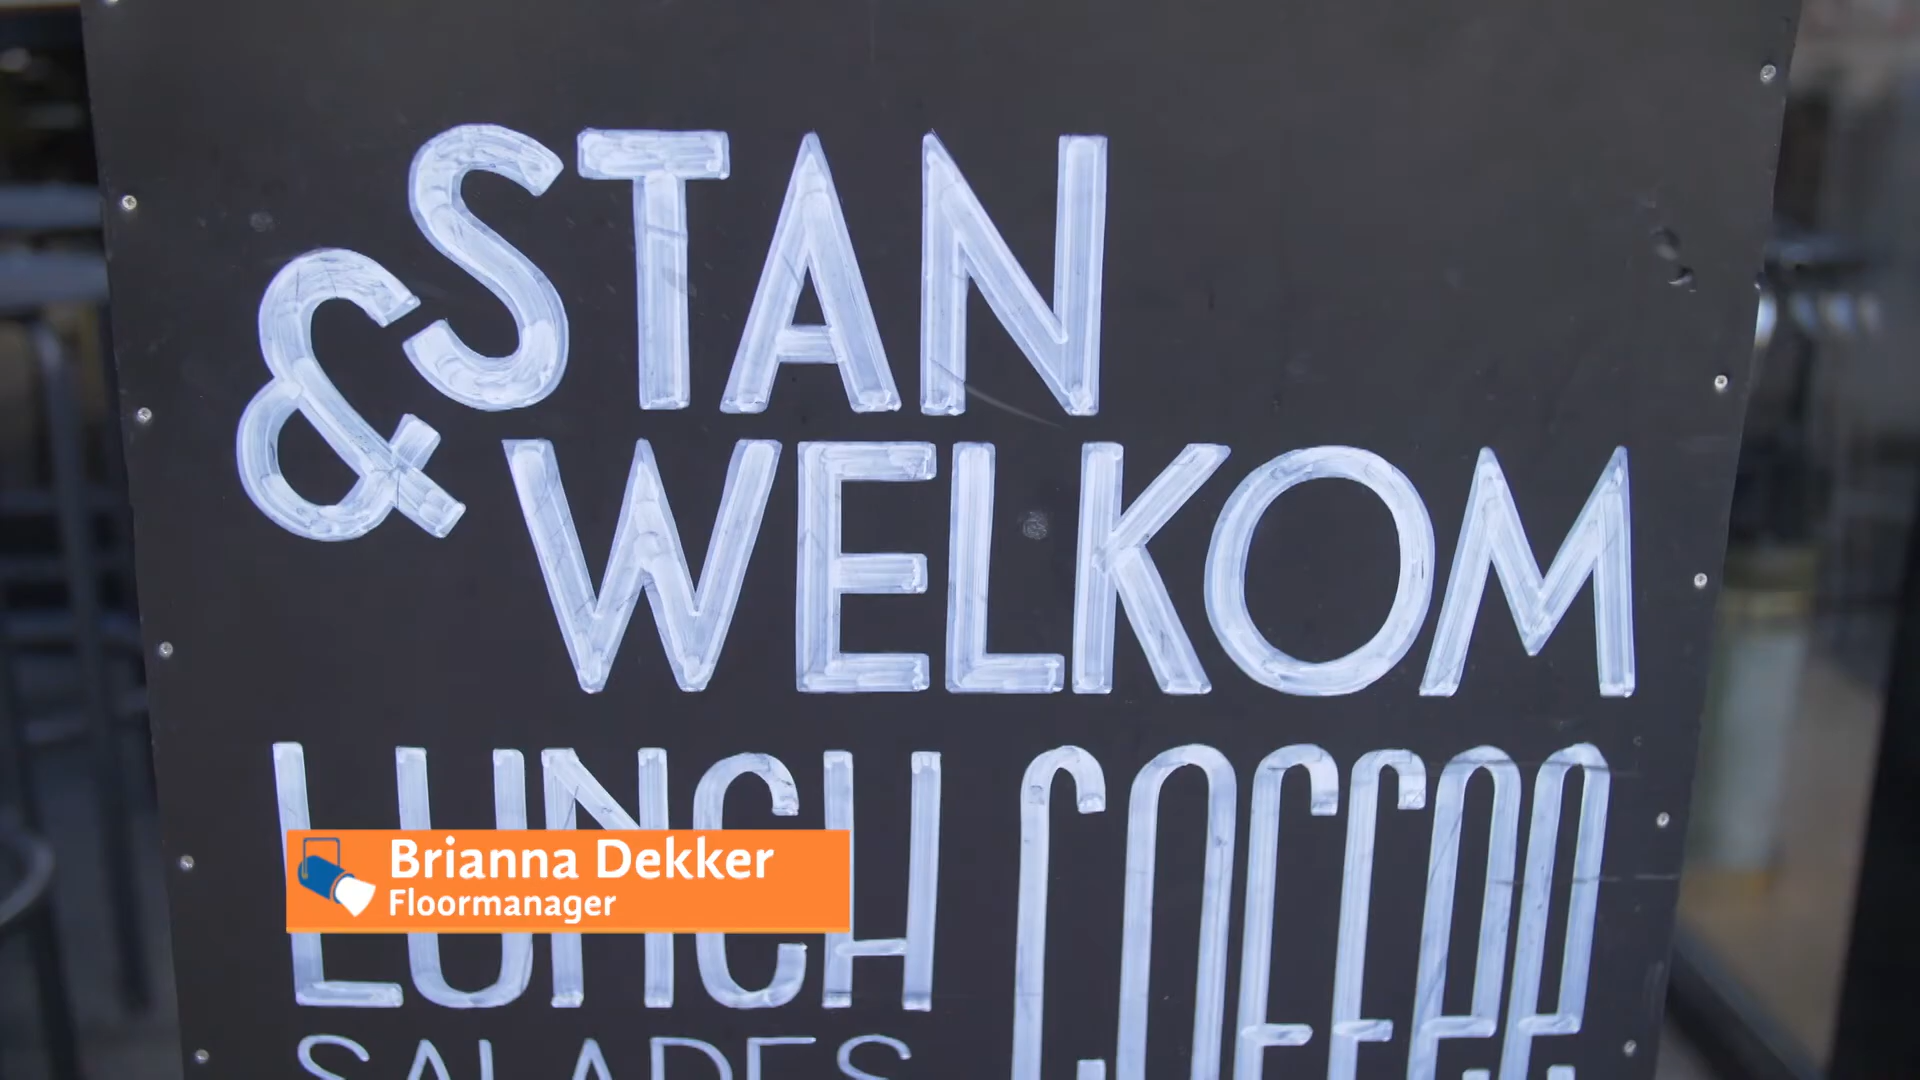 & STAN
WELKOM
LUNCH
COFFEE
Brianna Dekker
Floormanager
SALADES